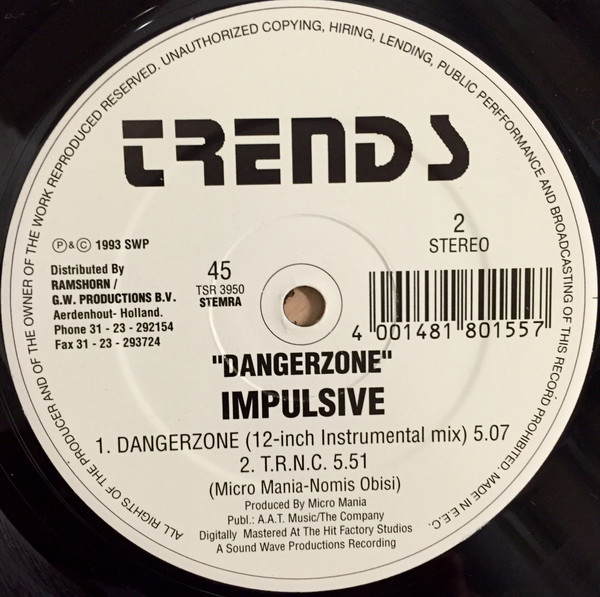 ALL RIGHTS OF THE PRODUCER AND OF THE OWNER OF THE WORK REPRODUCED RESERVED. UNAUTHORIZED COPYING, HIRING, LENDING, PUBLIC PERFFORMANCE AND BROADCASTING OF THIS RECORD PROHIBITED. MADE IN E.E.C.
TRENDS
Ⓟ & Ⓒ 1993 SWP
Distributed By
RAMSHORN /
G.W. PRODUCTIONS B.V.
Aerdenhout- Holland.
Phone 31 - 23 - 292154
Fax 31 - 23 - 293724
45
TSR 3950
STEMRA
2
STEREO
4 001481 801557
"DANGERZONE"
IMPULSIVE
1. DANGERZONE (12-inch Instrumental mix) 5.07
2. T.R.N.C. 5.51
(Micro Mania-Nomis Obisi)
Produced By Micro Mania
Publ.: A.A.T. Music/The Company
Digitally Mastered At The Hit Factory Studios
A Sound Wave Productions Recording